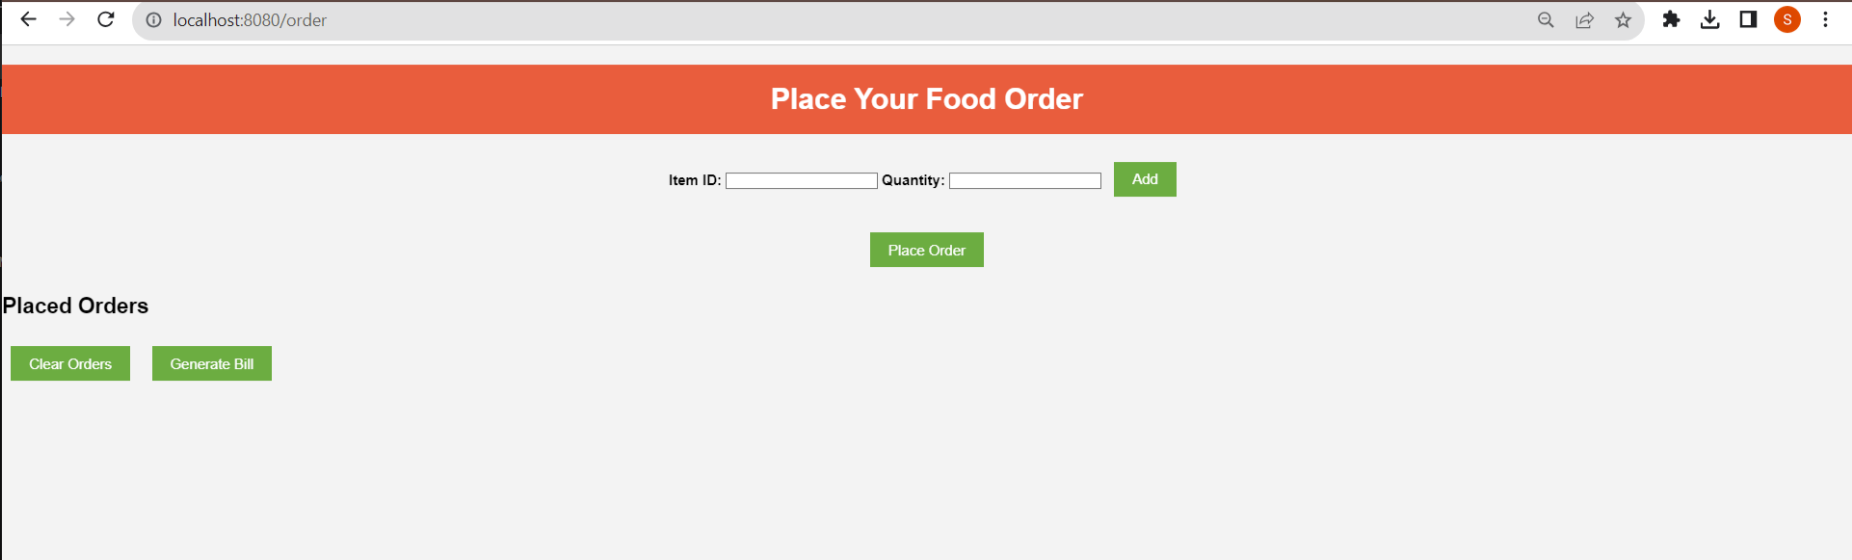 localhost:8080/order
S
Place Your Food Order
Item ID: Quantity: Add
Place Order
Placed Orders
Clear Orders Generate Bill